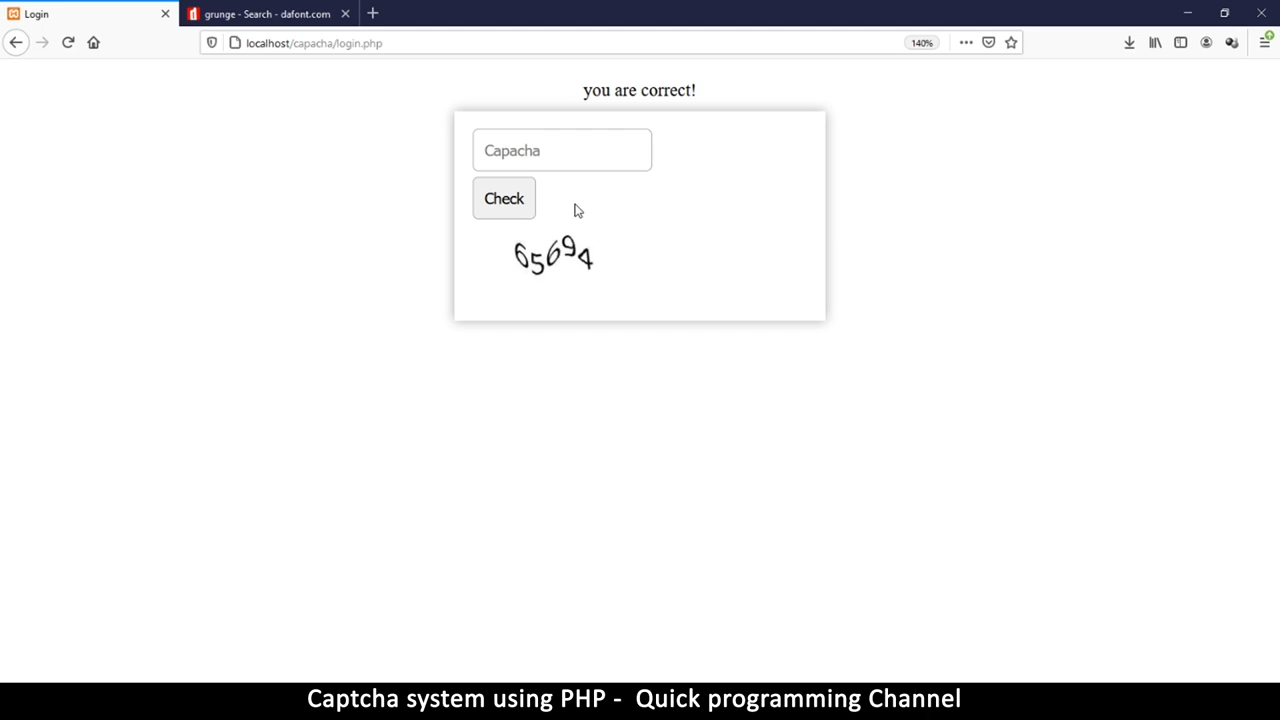 Login
grunge - Search - dafont.com
localhost/capacha/login.php
140%
you are correct!
Capacha
Check
65694
Captcha system using PHP - Quick programming Channel